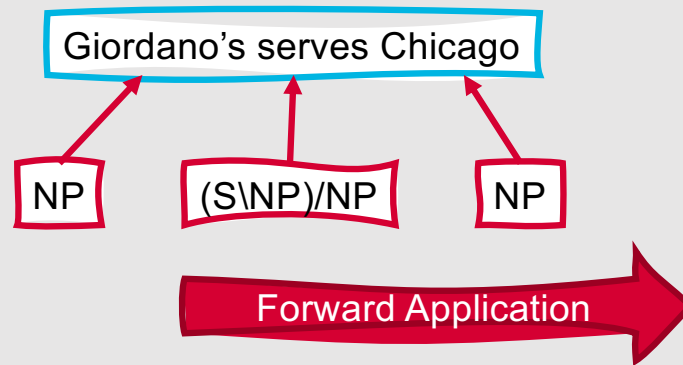 Giordano’s serves Chicago
NP (S\NP)/NP NP
Forward Application